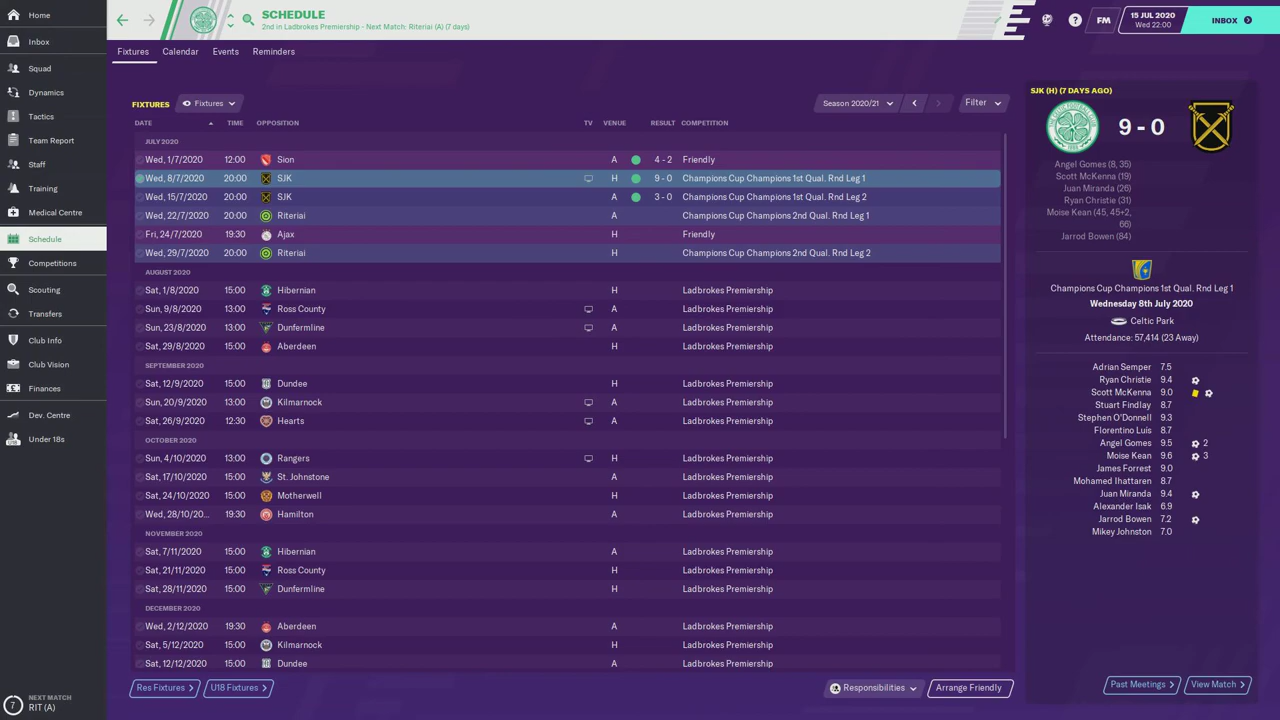 SCHEDULE
2nd in Ladbrokes Premiership - Next Match: Riteriai (A) (7 days)
? FM 15 JUL 2020 Wed 22:00 INBOX
Home
Inbox
Squad
Dynamics
Tactics
Team Report
Staff
Training
Medical Centre
Schedule
Competitions
Scouting
Transfers
Club Info
Club Vision
Finances
Dev. Centre
Under 18s
? NEXT MATCH
RIT (A)
Fixtures Calendar Events Reminders
FIXTURES Fixtures Season 2020/21 Filter
DATE TIME OPPOSITION TV VENUE RESULT COMPETITION
JULY 2020
Wed, 1/7/2020 12:00 Sion A 4 - 2 Friendly
Wed, 8/7/2020 20:00 SJK H 9 - 0 Champions Cup Champions 1st Qual. Rnd Leg 1
Wed, 15/7/2020 20:00 SJK A 3 - 0 Champions Cup Champions 1st Qual. Rnd Leg 2
Wed, 22/7/2020 20:00 Riteriai A Champions Cup Champions 2nd Qual. Rnd Leg 1
Fri, 24/7/2020 19:30 Ajax H Friendly
Wed, 29/7/2020 20:00 Riteriai H Champions Cup Champions 2nd Qual. Rnd Leg 2
AUGUST 2020
Sat, 1/8/2020 15:00 Hibernian H Ladbrokes Premiership
Sun, 9/8/2020 13:00 Ross County A Ladbrokes Premiership
Sun, 23/8/2020 13:00 Dunfermline A Ladbrokes Premiership
Sat, 29/8/2020 15:00 Aberdeen H Ladbrokes Premiership
SEPTEMBER 2020
Sat, 12/9/2020 15:00 Dundee H Ladbrokes Premiership
Sun, 20/9/2020 13:00 Kilmarnock A Ladbrokes Premiership
Sat, 26/9/2020 12:30 Hearts A Ladbrokes Premiership
OCTOBER 2020
Sun, 4/10/2020 13:00 Rangers H Ladbrokes Premiership
Sat, 17/10/2020 15:00 St. Johnstone A Ladbrokes Premiership
Sat, 24/10/2020 15:00 Motherwell H Ladbrokes Premiership
Wed, 28/10/20... 19:30 Hamilton A Ladbrokes Premiership
NOVEMBER 2020
Sat, 7/11/2020 15:00 Hibernian A Ladbrokes Premiership
Sat, 21/11/2020 15:00 Ross County H Ladbrokes Premiership
Sat, 28/11/2020 15:00 Dunfermline H Ladbrokes Premiership
DECEMBER 2020
Wed, 2/12/2020 19:30 Aberdeen A Ladbrokes Premiership
Sat, 5/12/2020 15:00 Kilmarnock H Ladbrokes Premiership
Sat, 12/12/2020 15:00 Dundee A Ladbrokes Premiership
Res Fixtures U18 Fixtures Responsibilities Arrange Friendly
SJK (H) (7 DAYS AGO)
9 - 0
Angel Gomes (8, 35)
Scott McKenna (19)
Juan Miranda (26)
Ryan Christie (31)
Moise Kean (45, 45+2,
66)
Jarrod Bowen (84)
Champions Cup Champions 1st Qual. Rnd Leg 1
Wednesday 8th July 2020
Celtic Park
Attendance: 57,414 (23 Away)
Adrian Semper 7.5
Ryan Christie 9.4
Scott McKenna 9.0
Stuart Findlay 8.7
Stephen O'Donnell 9.3
Florentino Luís 8.7
Angel Gomes 9.5 2
Moise Kean 9.6 3
James Forrest 9.0
Mohamed Ihattaren 8.7
Juan Miranda 9.4
Alexander Isak 6.9
Jarrod Bowen 7.2
Mikey Johnston 7.0
Past Meetings View Match